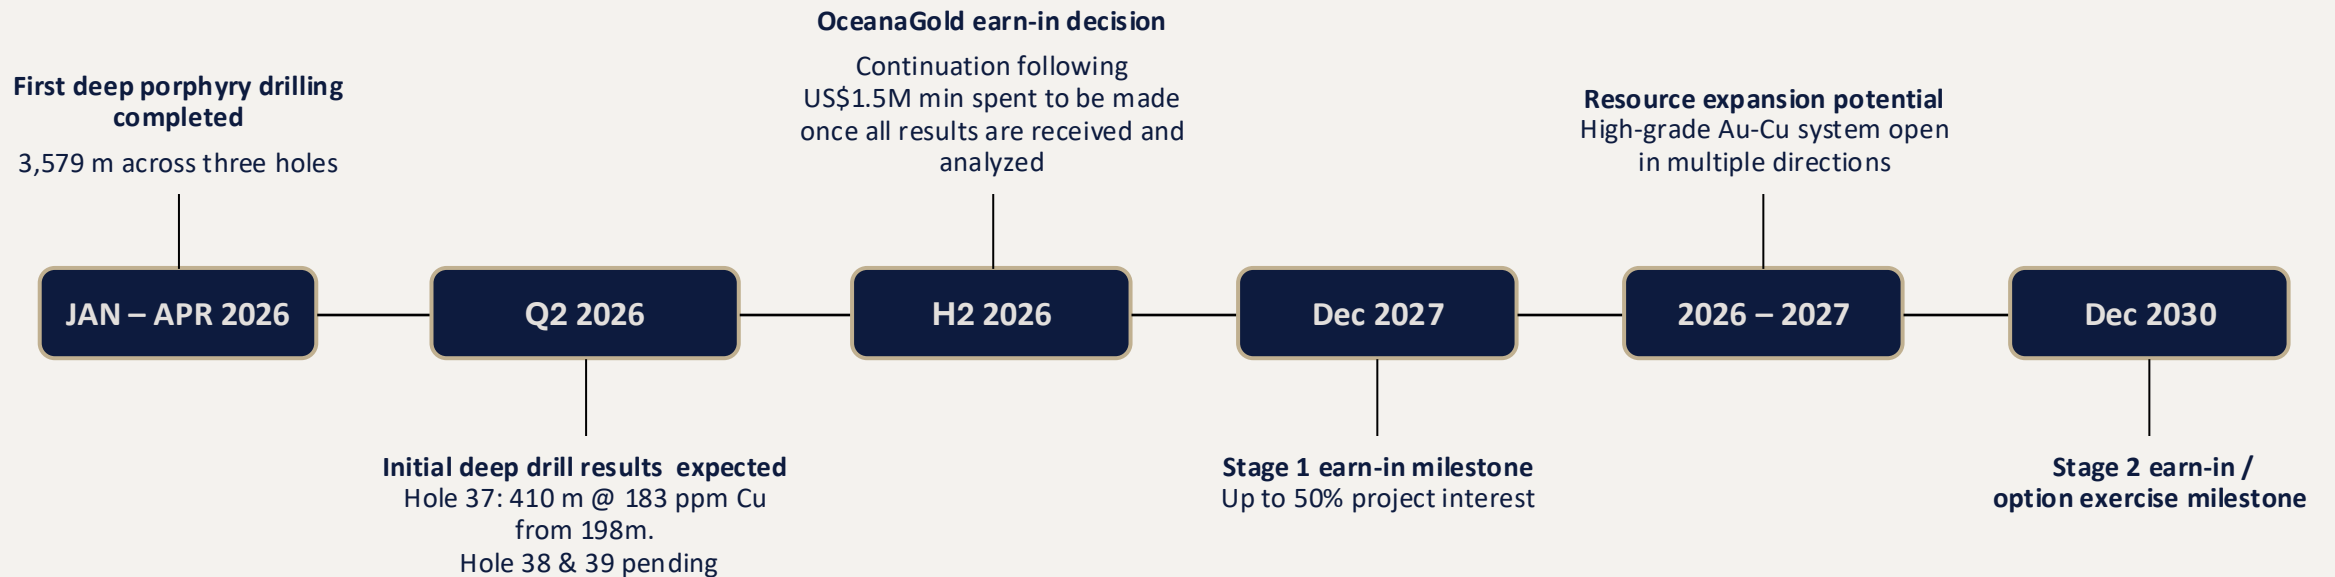 First deep porphyry drilling
completed
3,579 m across three holes
JAN – APR 2026
Q2 2026
Initial deep drill results expected
Hole 37: 410 m @ 183 ppm Cu
from 198m.
Hole 38 & 39 pending
OceanaGold earn-in decision
Continuation following
US$1.5M min spent to be made
once all results are received and
analyzed
H2 2026
Dec 2027
Stage 1 earn-in milestone
Up to 50% project interest
Resource expansion potential
High-grade Au-Cu system open
in multiple directions
2026 – 2027
Dec 2030
Stage 2 earn-in /
option exercise milestone